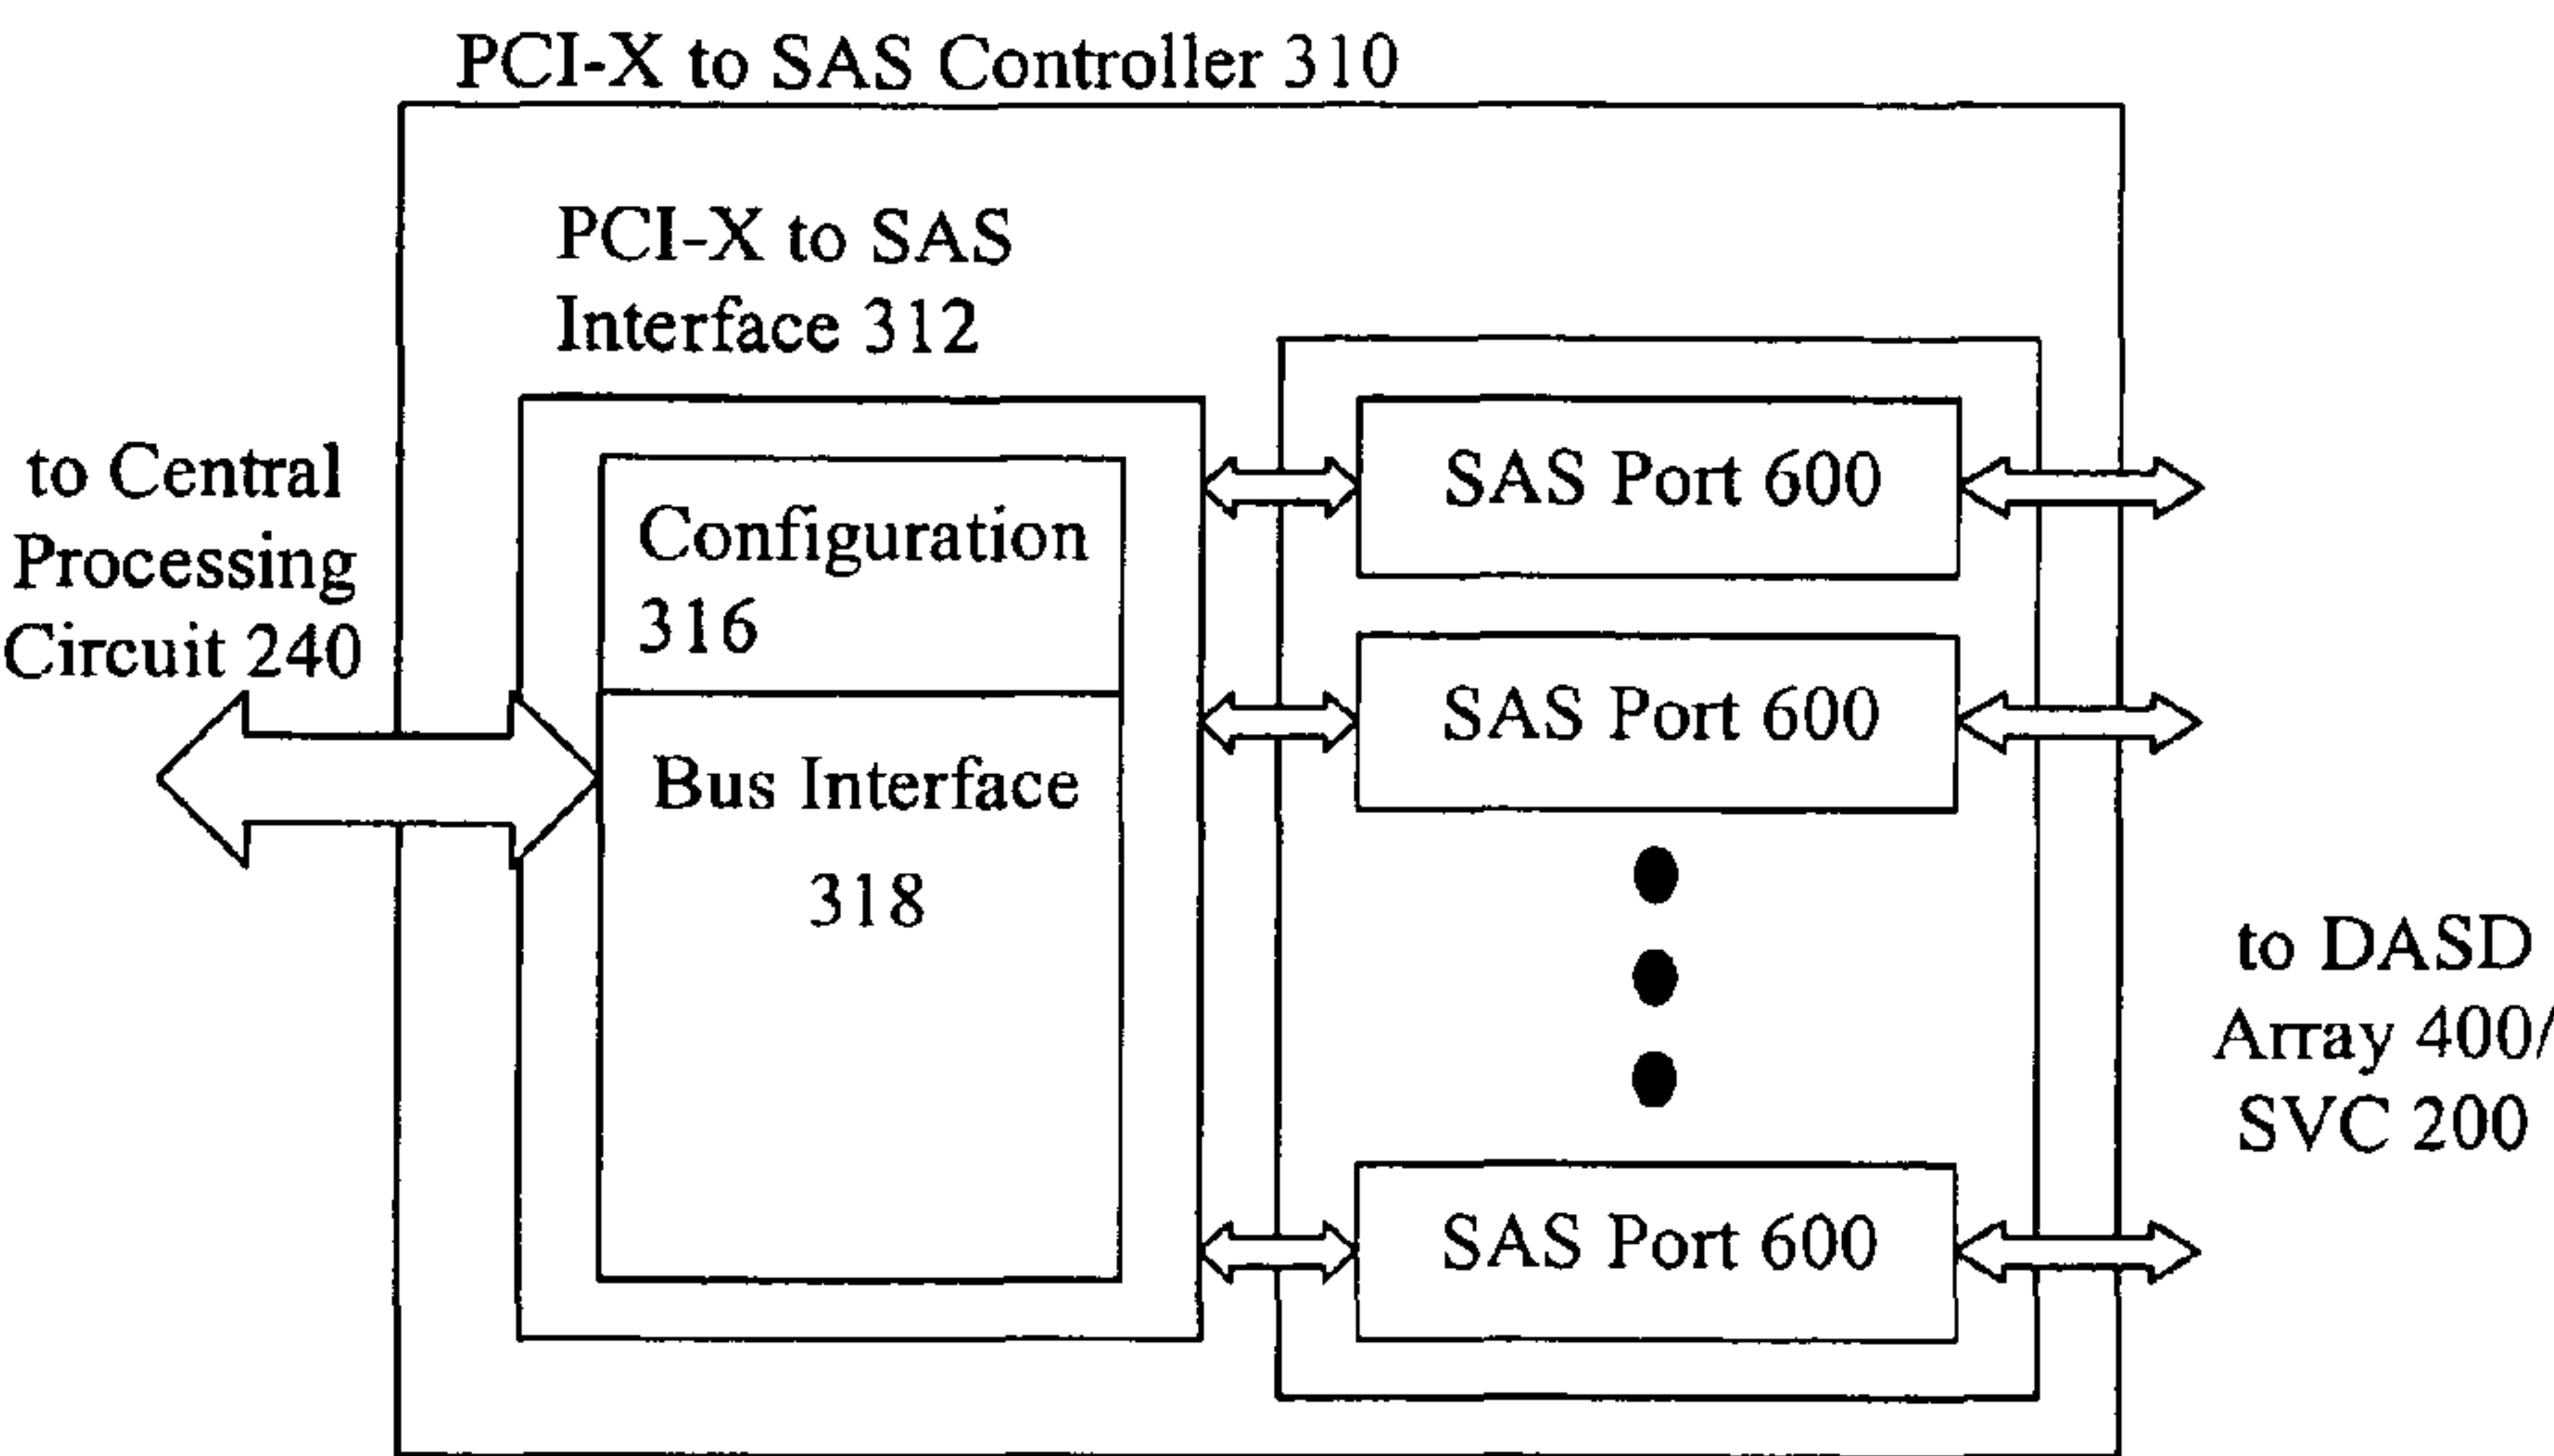 PCI-X to SAS Controller 310
PCI-X to SAS
Interface 312
to Central
Processing
Circuit 240
Configuration
316
Bus Interface
318
SAS Port 600
SAS Port 600
SAS Port 600
to DASD
Array 400/
SVC 200